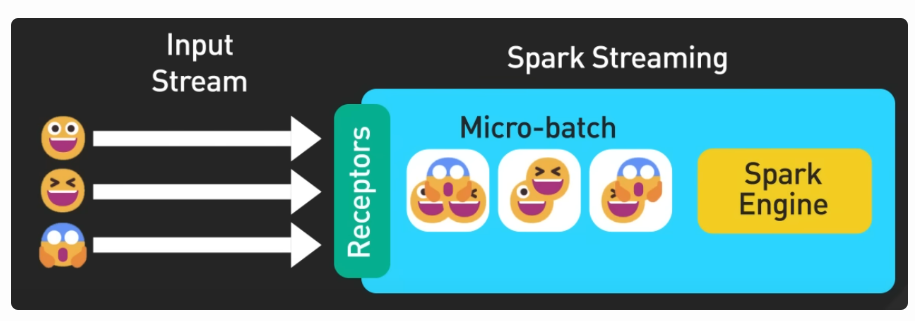 Input
Stream
Spark Streaming
Receptors
Micro-batch
Spark
Engine